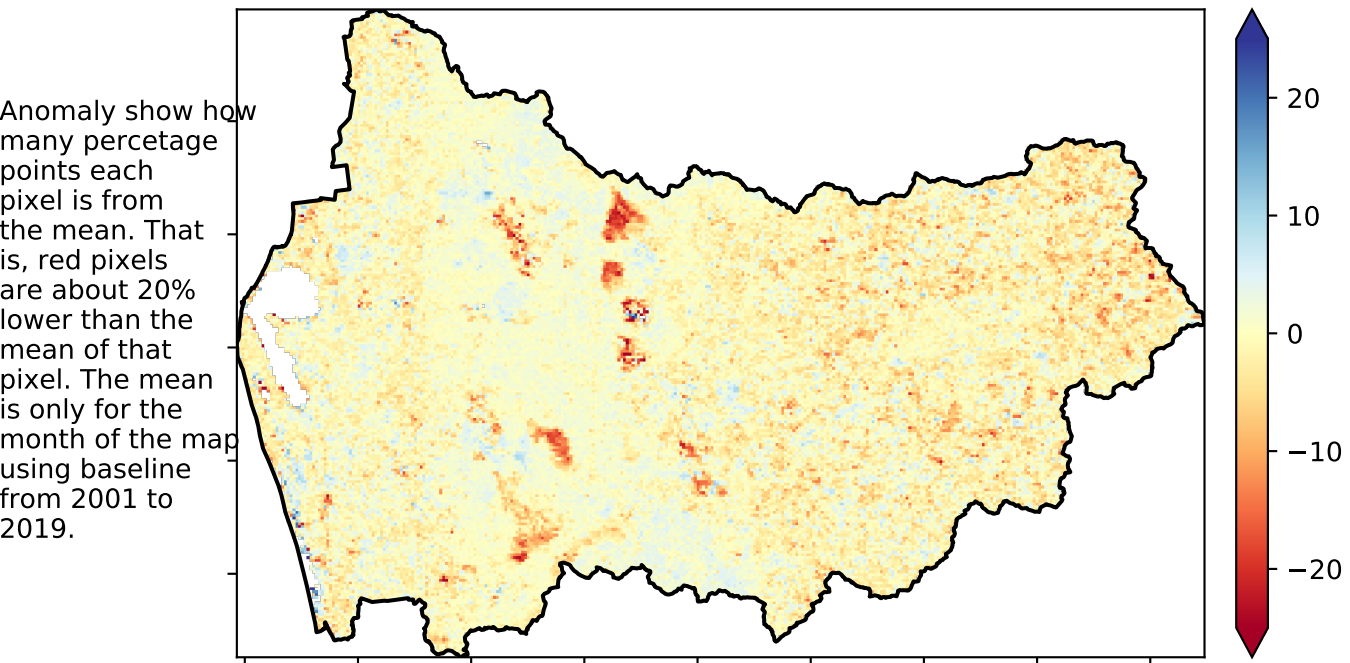 Anomaly show how
many percetage
points each
pixel is from
the mean. That
is, red pixels
are about 20%
lower than the
mean of that
pixel. The mean
is only for the
month of the map
using baseline
from 2001 to
2019.
20
10
0
−10
−20